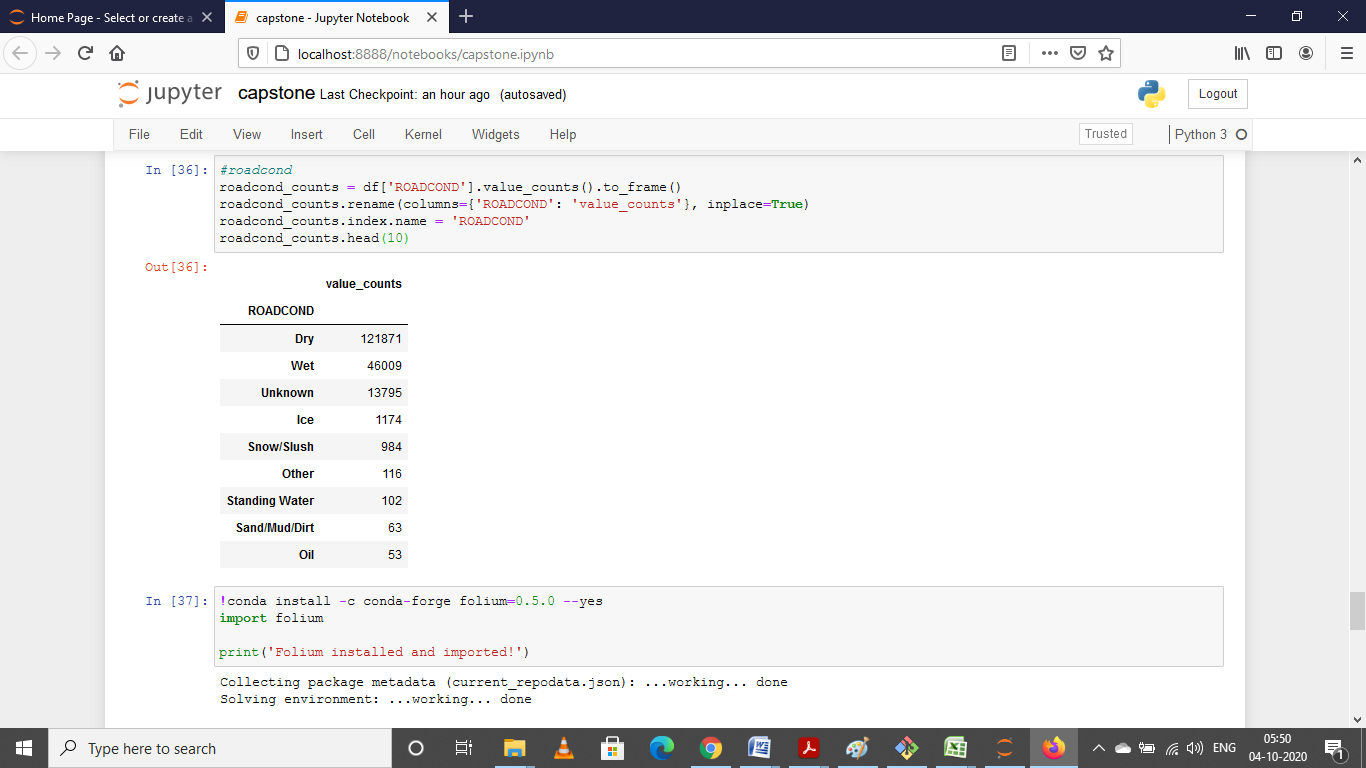 Home Page - Select or create a
capstone - Jupyter Notebook
localhost:8888/notebooks/capstone.ipynb
jupyter capstone Last Checkpoint: an hour ago (autosaved)
Logout
File Edit View Insert Cell Kernel Widgets Help
Trusted Python 3
In [36]: #roadcond
roadcond_counts = df['ROADCOND'].value_counts().to_frame()
roadcond_counts.rename(columns={'ROADCOND': 'value_counts'}, inplace=True)
roadcond_counts.index.name = 'ROADCOND'
roadcond_counts.head(10)
Out[36]:
value_counts
ROADCOND
Dry 121871
Wet 46009
Unknown 13795
Ice 1174
Snow/Slush 984
Other 116
Standing Water 102
Sand/Mud/Dirt 63
Oil 53
In [37]: !conda install -c conda-forge folium=0.5.0 --yes
import folium
print('Folium installed and imported!')
Collecting package metadata (current_repodata.json): ...working... done
Solving environment: ...working... done
Type here to search
ENG
05:50
04-10-2020
1